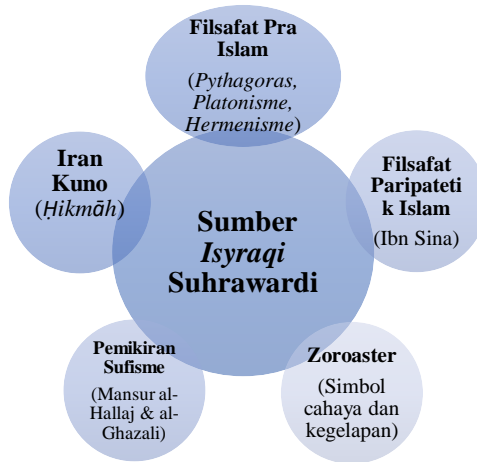 Filsafat Pra
Islam
(Pythagoras,
Platonisme,
Hermenisme)
Iran
Kuno
(Ḥikmāh)
Filsafat
Paripateti
k Islam
(Ibn Sina)
Sumber
Isyraqi
Suhrawardi
Pemikiran
Sufisme
(Mansur al-
Hallaj & al-
Ghazali)
Zoroaster
(Simbol
cahaya dan
kegelapan)